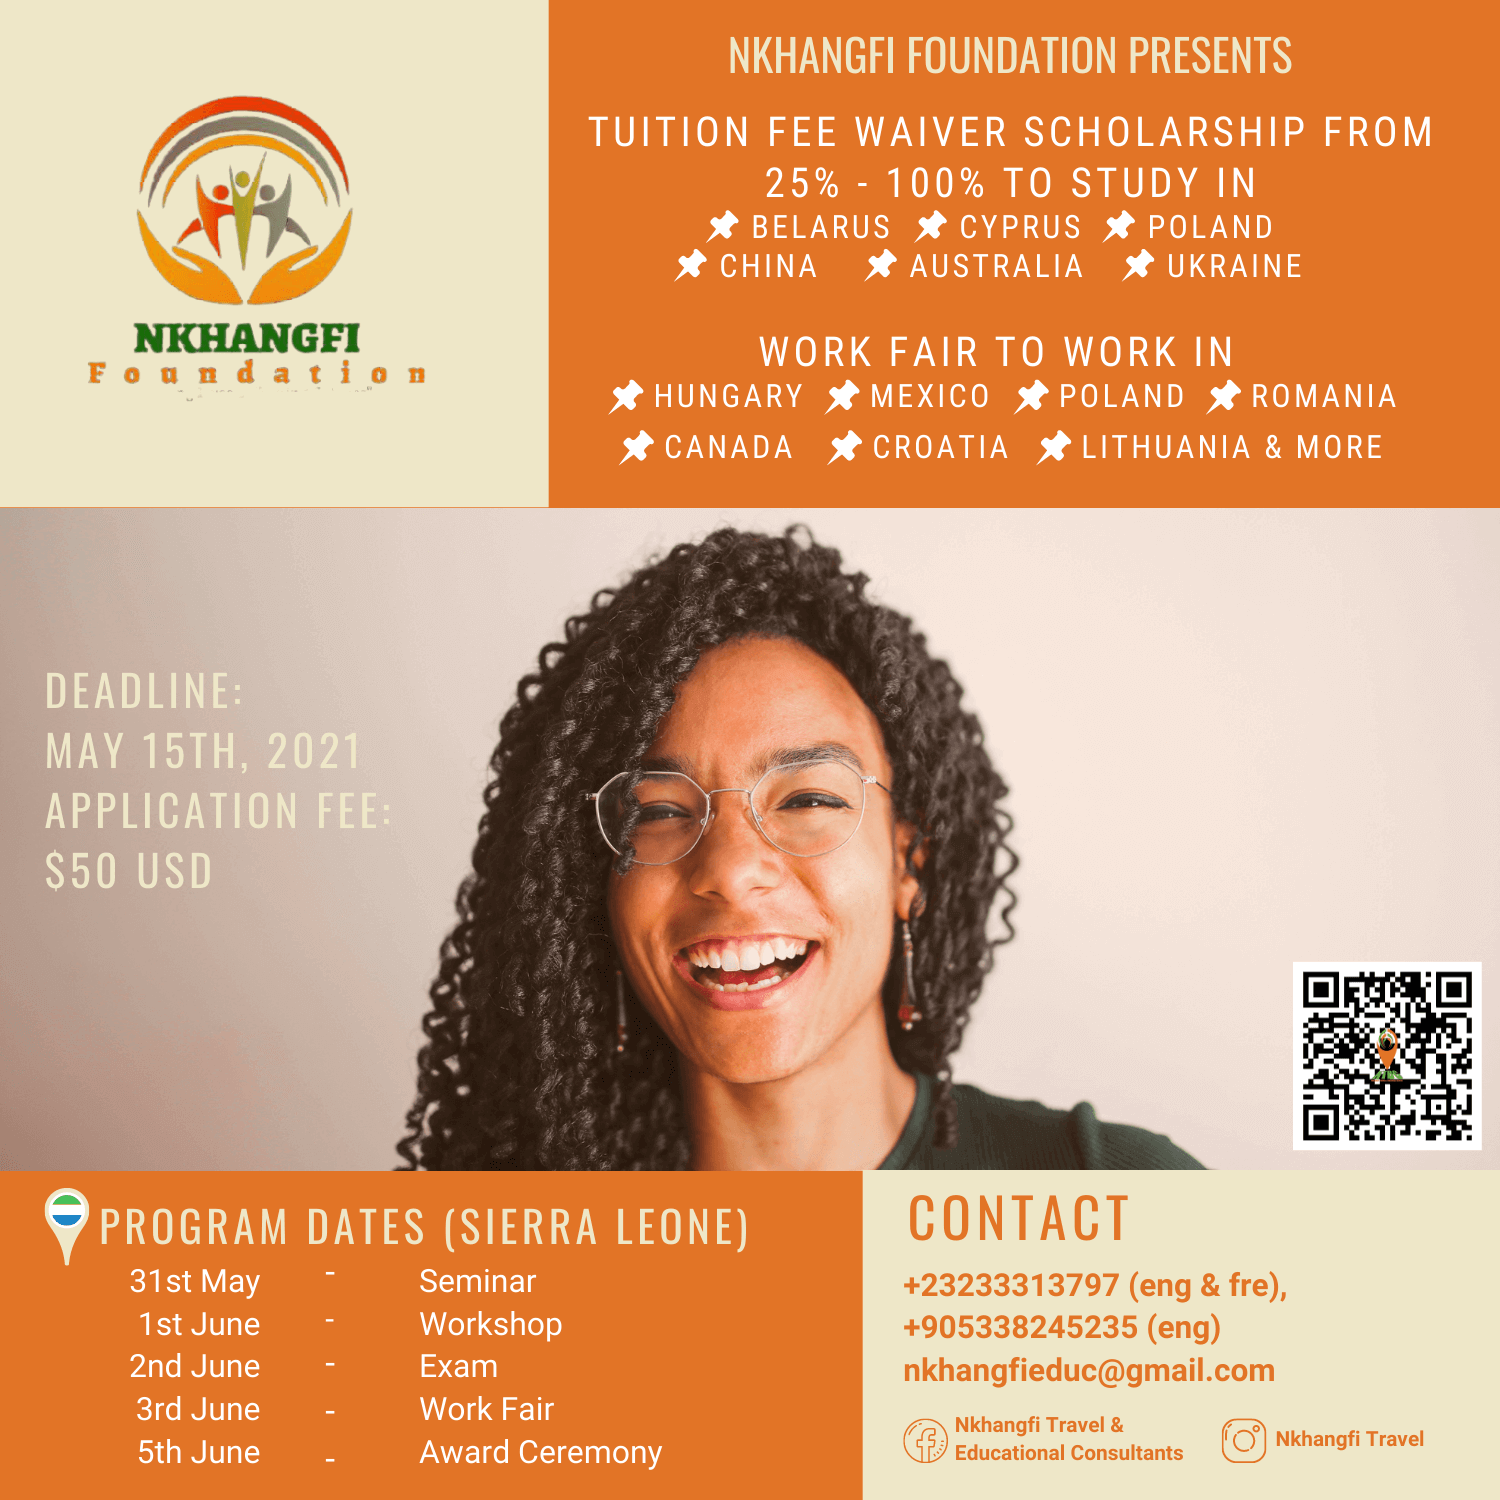 NKHANGFI
Foundation
NKHANGFI FOUNDATION PRESENTS
TUITION FEE WAIVER SCHOLARSHIP FROM
25% - 100% TO STUDY IN
BELARUS CYPRUS POLAND
CHINA AUSTRALIA UKRAINE
WORK FAIR TO WORK IN
HUNGARY MEXICO POLAND ROMANIA
CANADA CROATIA LITHUANIA & MORE
DEADLINE:
MAY 15TH, 2021
APPLICATION FEE:
$50 USD
PROGRAM DATES (SIERRA LEONE)
31st May - Seminar
1st June - Workshop
2nd June - Exam
3rd June - Work Fair
5th June - Award Ceremony
CONTACT
+23233313797 (eng & fre),
+905338245235 (eng)
nkhangfieduc@gmail.com
Nkhangfi Travel &
Educational Consultants
Nkhangfi Travel